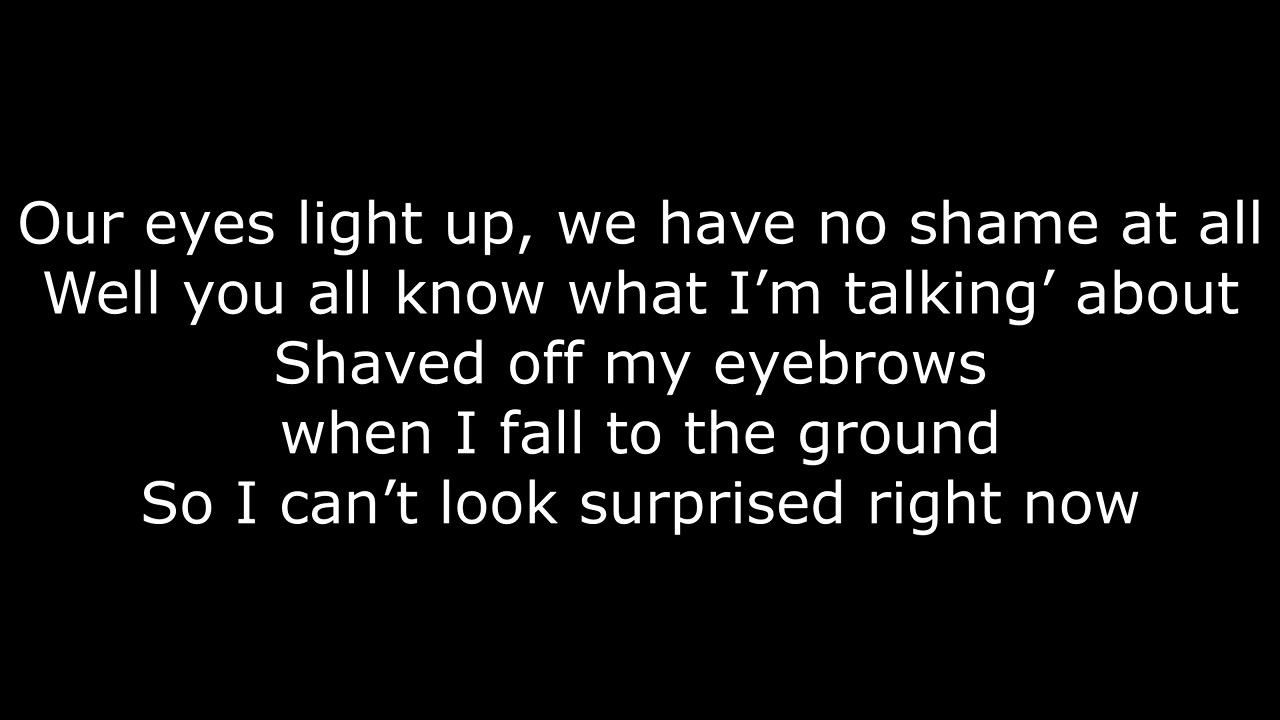 Our eyes light up, we have no shame at all
Well you all know what I’m talking’ about
Shaved off my eyebrows
when I fall to the ground
So I can’t look surprised right now